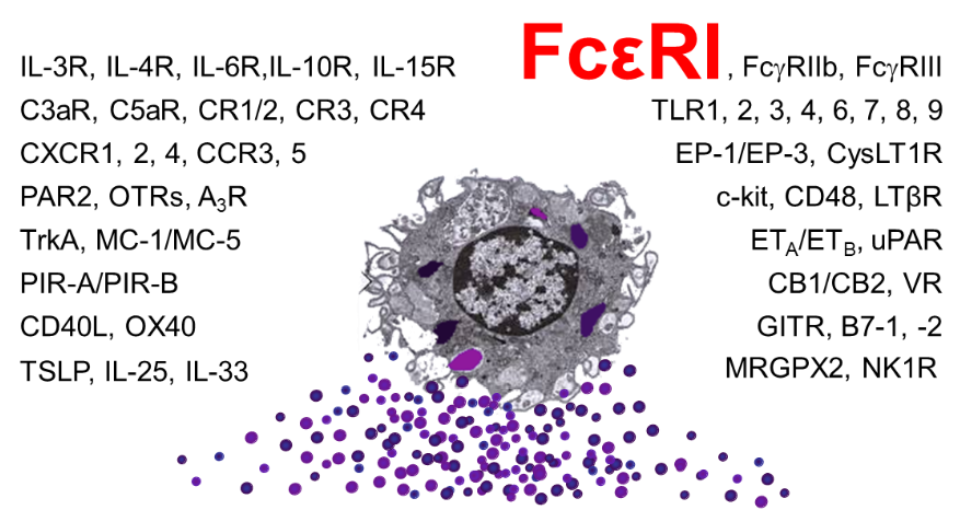 IL-3R, IL-4R, IL-6R,IL-10R, IL-15R
C3aR, C5aR, CR1/2, CR3, CR4
CXCR1, 2, 4, CCR3, 5
PAR2, OTRs, A₃R
TrkA, MC-1/MC-5
PIR-A/PIR-B
CD40L, OX40
TSLP, IL-25, IL-33
FcεRI, FcγRIIb, FcγRIII
TLR1, 2, 3, 4, 6, 7, 8, 9
EP-1/EP-3, CysLT1R
c-kit, CD48, LTβR
ET_A/ET_B, uPAR
CB1/CB2, VR
GITR, B7-1, -2
MRGPX2, NK1R